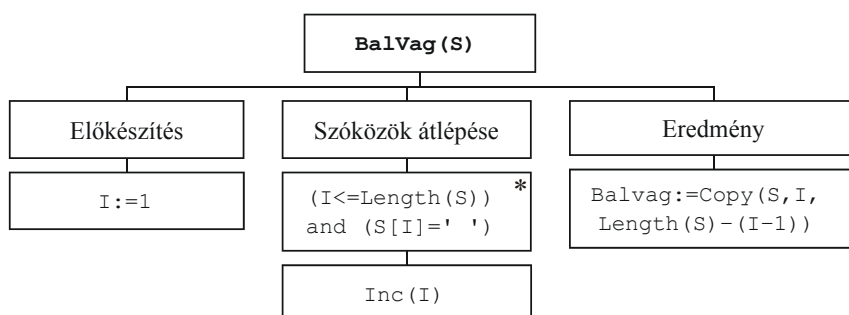 BalVag(S)
Előkészítés
Szóközök átlépése
Eredmény
I:=1
(I<=Length(S)) *
and (S[I]=' ')
Balvag:=Copy(S,I,
Length(S)-(I-1))
Inc(I)